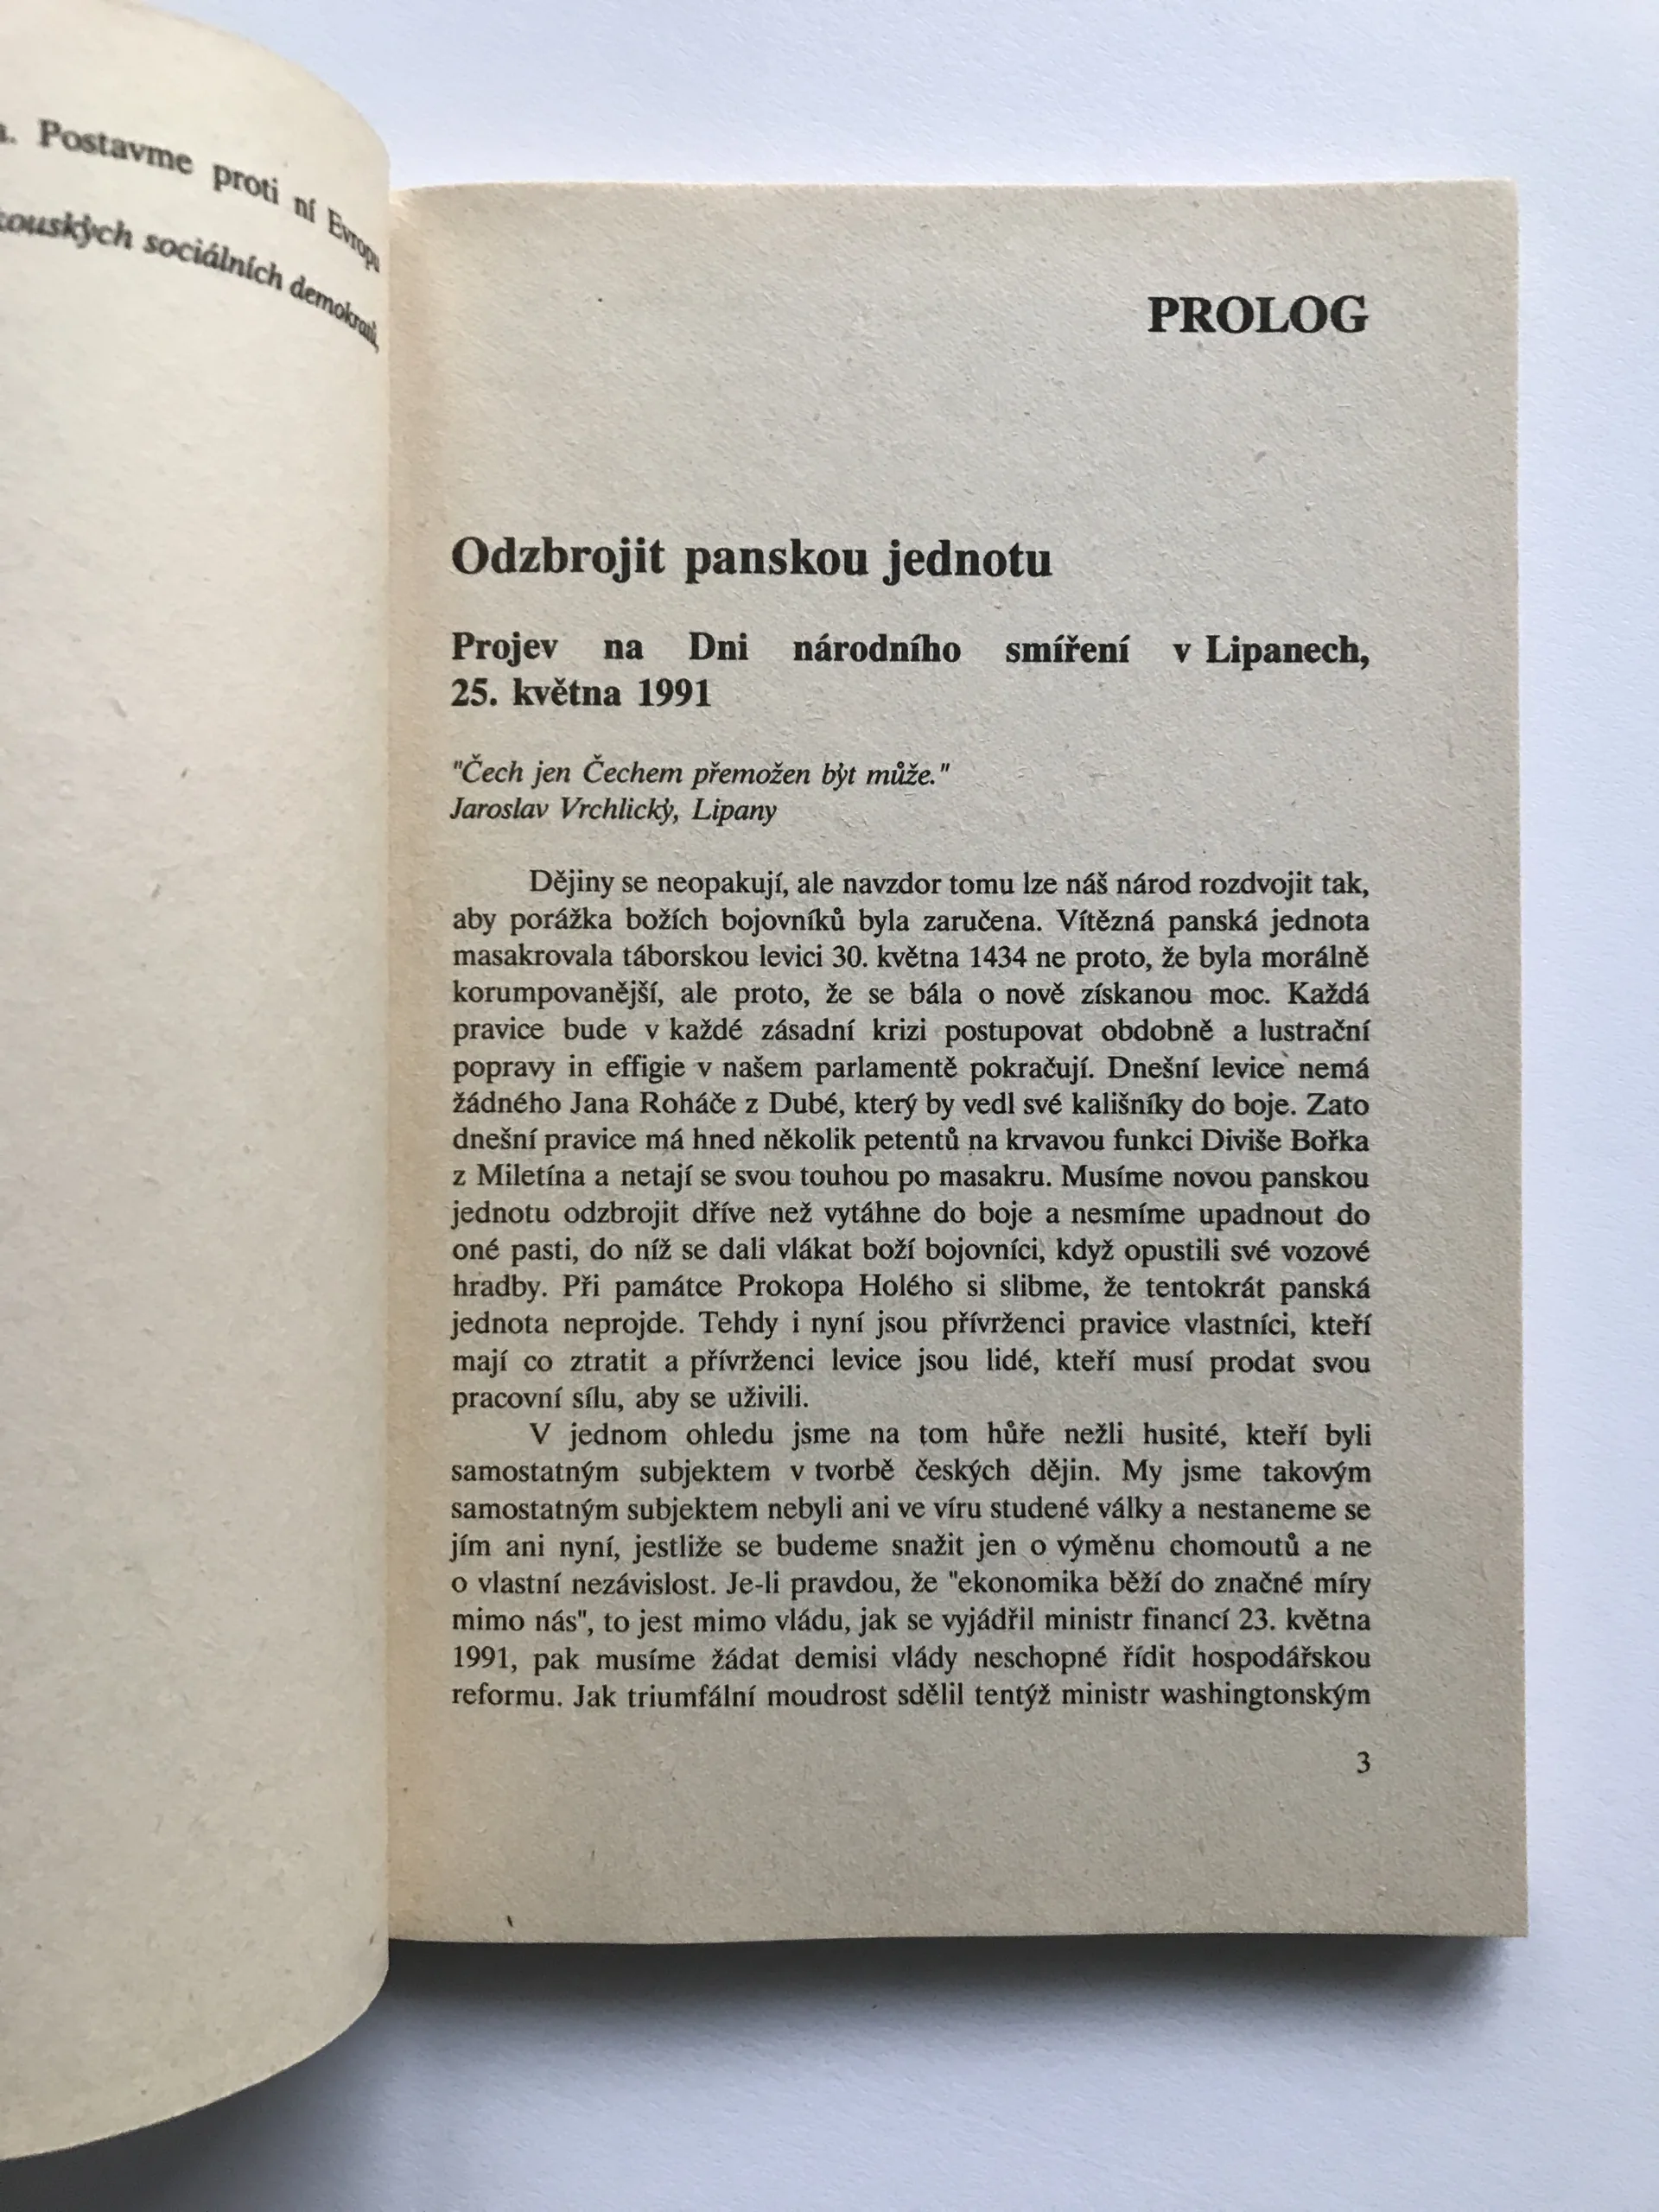 Postavme proti ní Evropu
sociálních demokratů,
PROLOG
Odzbrojit panskou jednotu
Projev na Dni národního smíření v Lipanech,
25. května 1991
"Čech jen Čechem přemožen být může."
Jaroslav Vrchlický, Lipany
Dějiny se neopakují, ale navzdor tomu lze náš národ rozdvojit tak,
aby porážka božích bojovníků byla zaručena. Vítězná panská jednota
masakrovala táborskou levici 30. května 1434 ne proto, že byla morálně
korumpovanější, ale proto, že se bála o nově získanou moc. Každá
pravice bude v každé zásadní krizi postupovat obdobně a lustrační
popravy in effigie v našem parlamentě pokračují. Dnešní levice nemá
žádného Jana Roháče z Dubé, který by vedl své kališníky do boje. Zato
dnešní pravice má hned několik petentů na krvavou funkci Diviše Bořka
z Miletína a netají se svou touhou po masakru. Musíme novou panskou
jednotu odzbrojit dříve než vytáhne do boje a nesmíme upadnout do
oné pasti, do níž se dali vlákat boží bojovníci, když opustili své vozové
hradby. Při památce Prokopa Holého si slibme, že tentokrát panská
jednota neprojde. Tehdy i nyní jsou přívrženci pravice vlastníci, kteří
mají co ztratit a přívrženci levice jsou lidé, kteří musí prodat svou
pracovní sílu, aby se uživili.
V jednom ohledu jsme na tom hůře nežli husité, kteří byli
samostatným subjektem v tvorbě českých dějin. My jsme takovým
samostatným subjektem nebyli ani ve víru studené války a nestaneme se
jím ani nyní, jestliže se budeme snažit jen o výměnu chomoutů a ne
o vlastní nezávislost. Je-li pravdou, že "ekonomika běží do značné míry
mimo nás", to jest mimo vládu, jak se vyjádřil ministr financí 23. května
1991, pak musíme žádat demisi vlády neschopné řídit hospodářskou
reformu. Jak triumfální moudrost sdělil tentýž ministr washingtonským
3